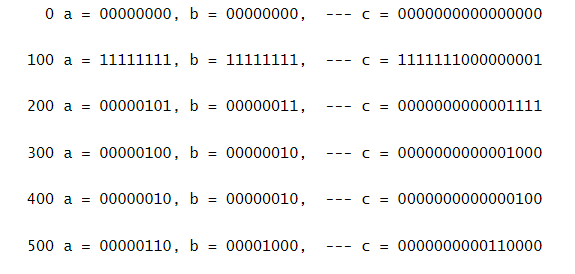 0 a = 00000000, b = 00000000, --- c = 0000000000000000
100 a = 11111111, b = 11111111, --- c = 1111111000000001
200 a = 00000101, b = 00000011, --- c = 0000000000001111
300 a = 00000100, b = 00000010, --- c = 0000000000001000
400 a = 00000010, b = 00000010, --- c = 0000000000000100
500 a = 00000110, b = 00001000, --- c = 0000000000110000